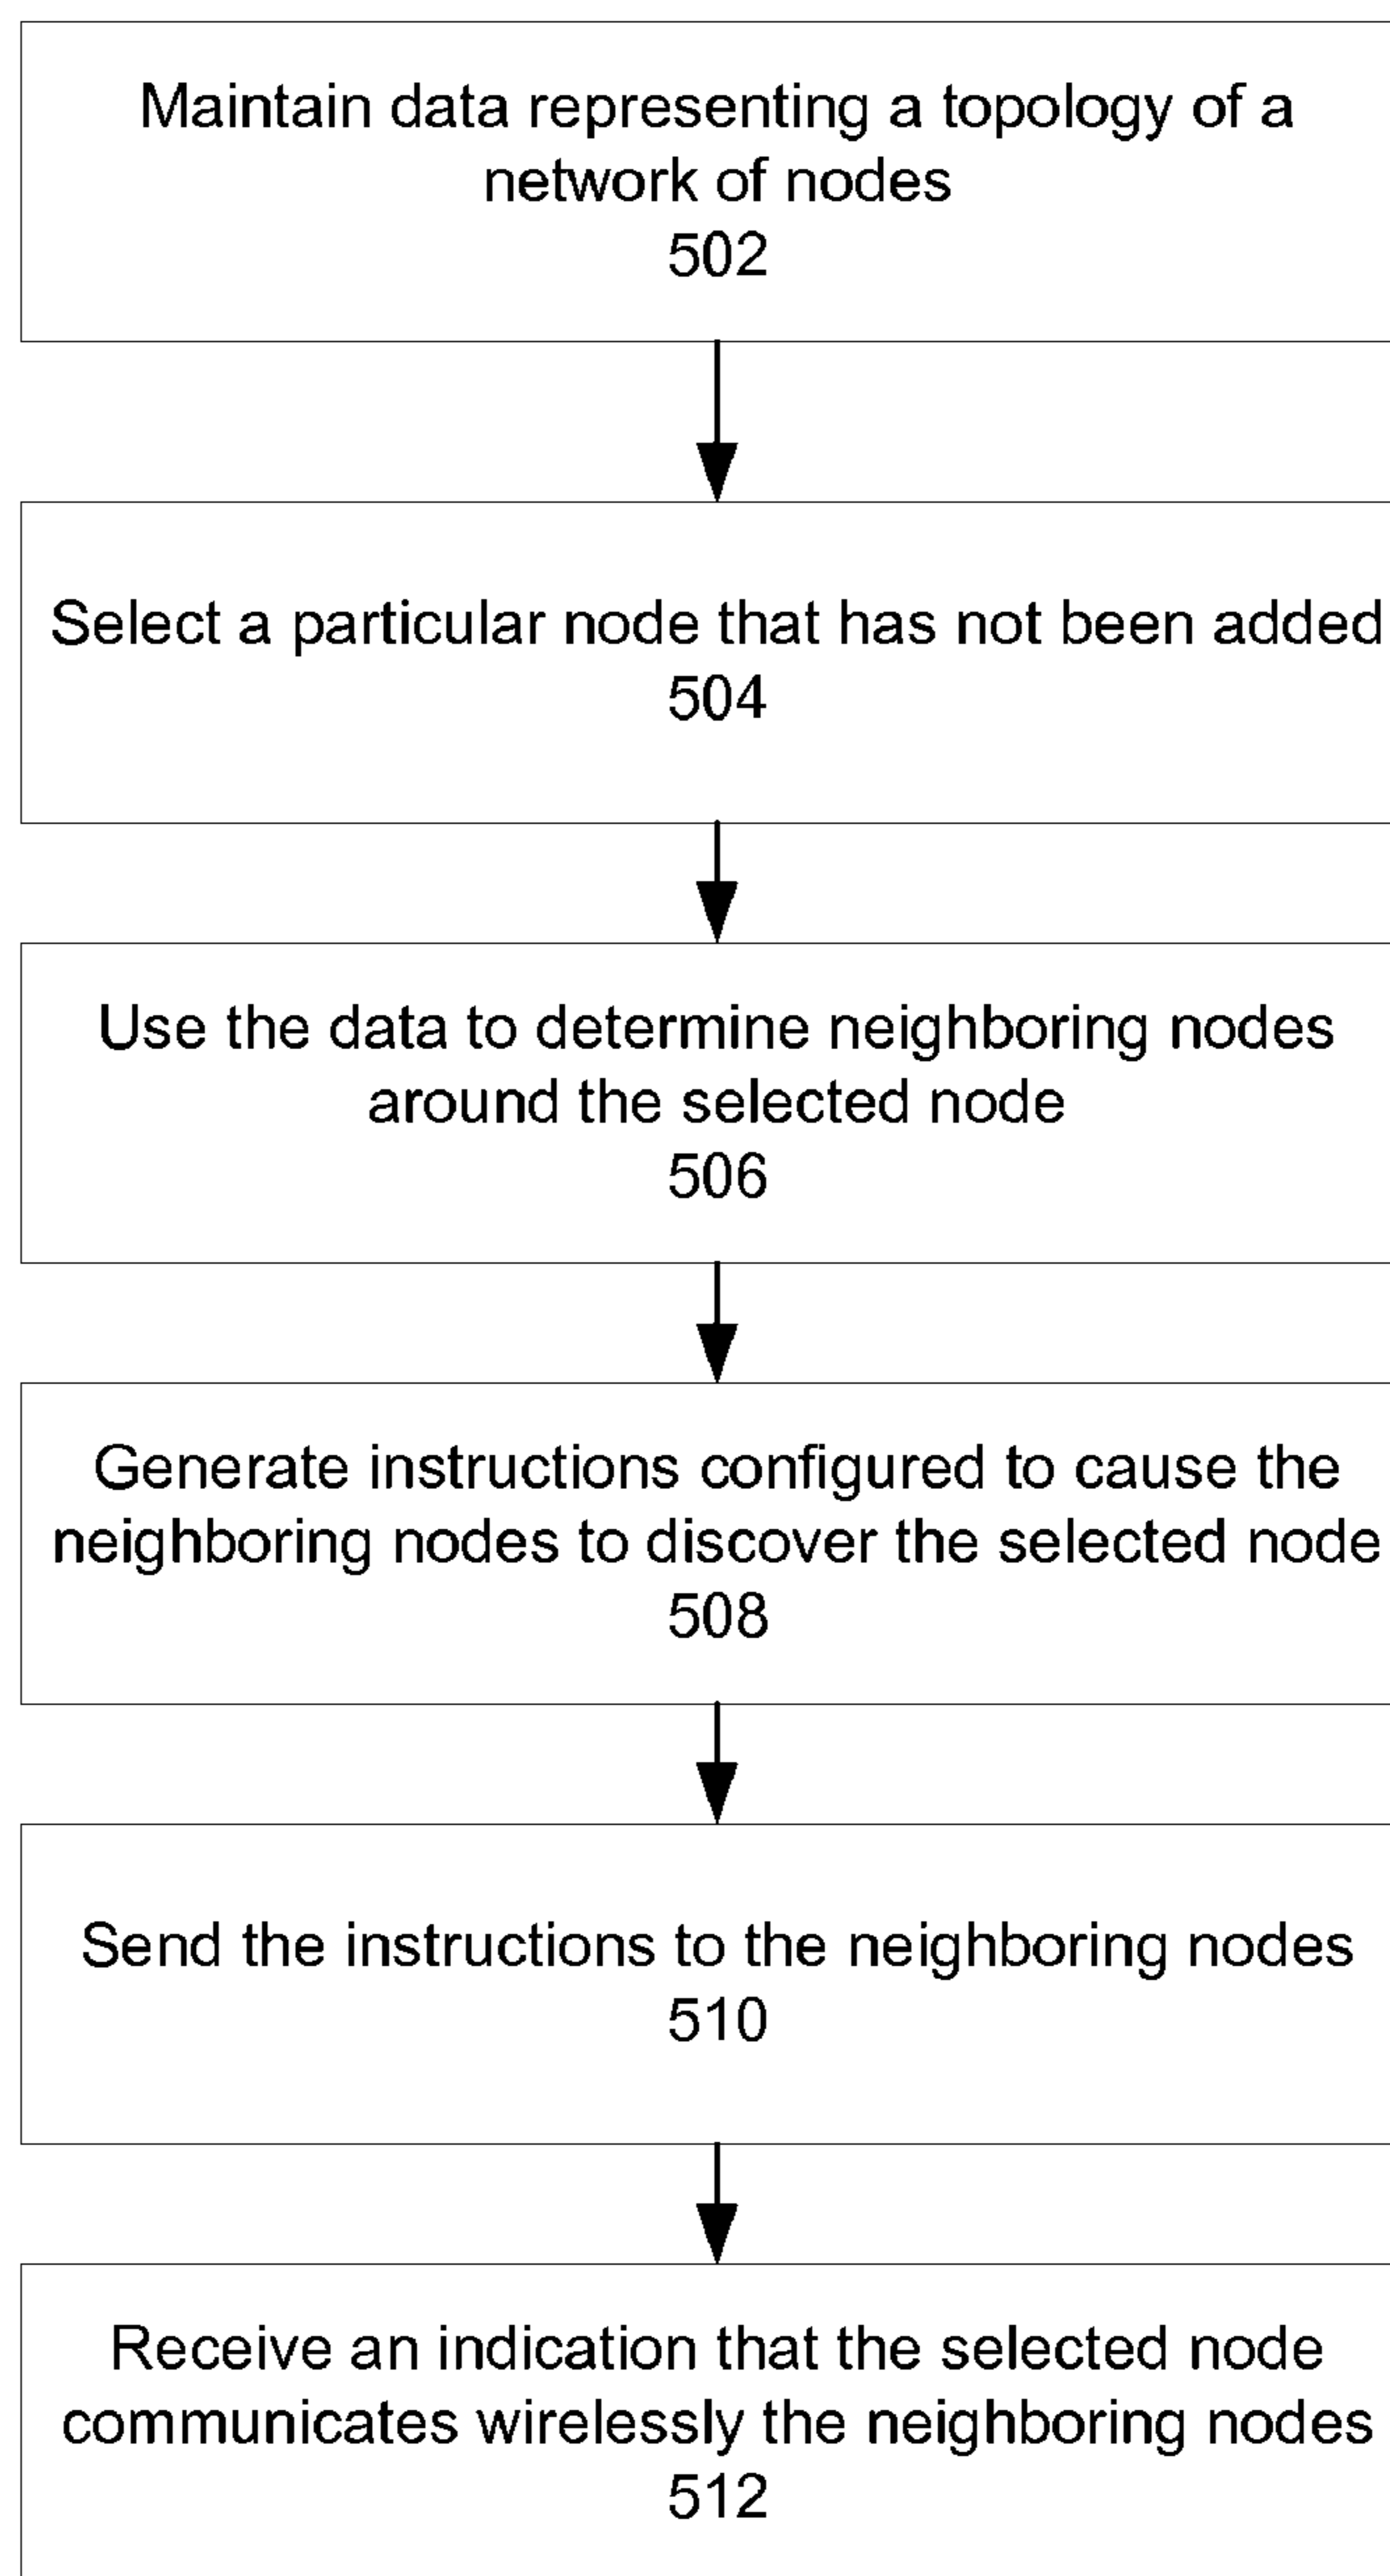 Maintain data representing a topology of a
network of nodes
502
Select a particular node that has not been added
504
Use the data to determine neighboring nodes
around the selected node
506
Generate instructions configured to cause the
neighboring nodes to discover the selected node
508
Send the instructions to the neighboring nodes
510
Receive an indication that the selected node
communicates wirelessly the neighboring nodes
512